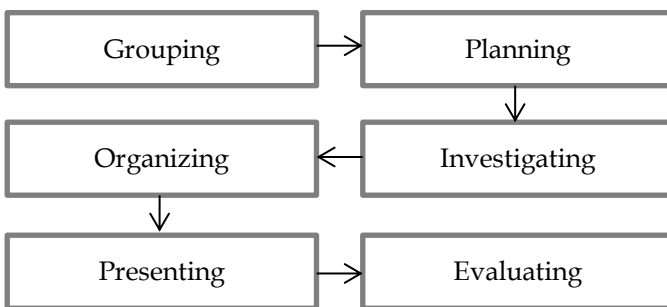 Grouping
Planning
Investigating
Organizing
Presenting
Evaluating